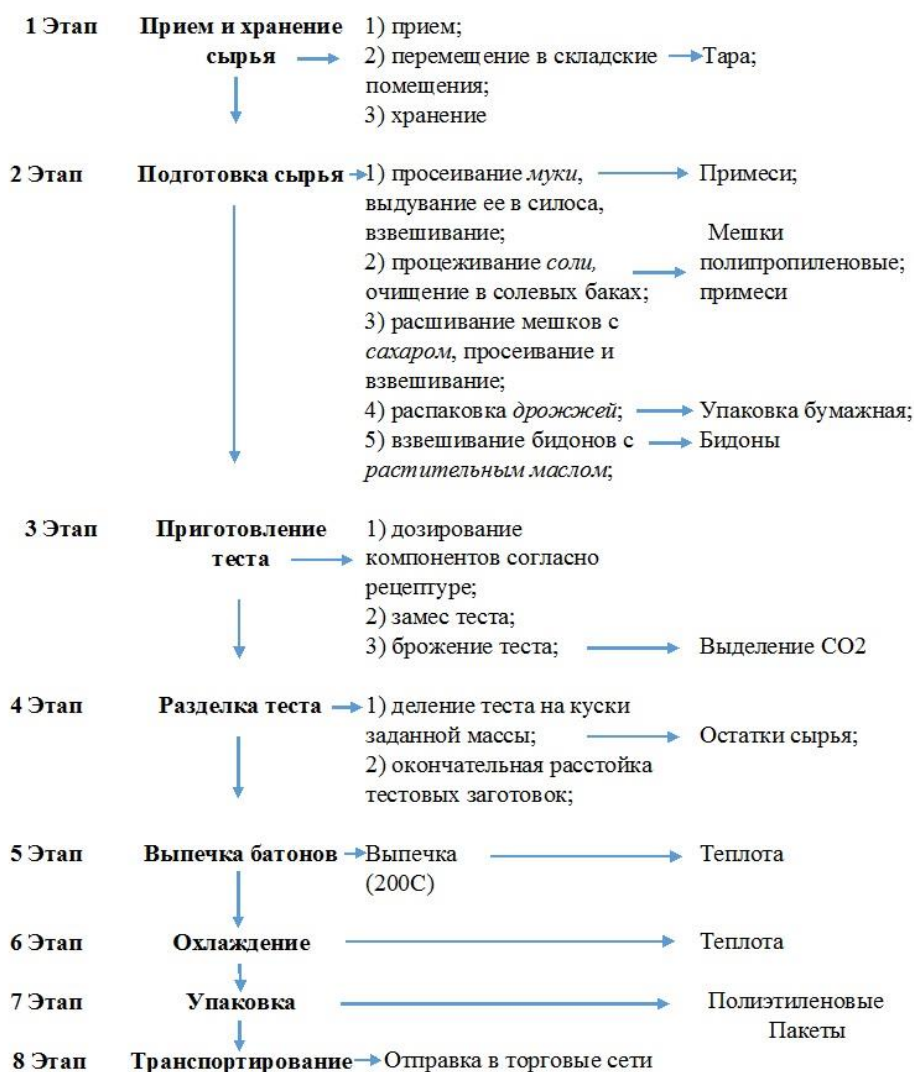 1 Этап Прием и хранение 1) прием;
сырья 2) перемещение в складские Тара;
помещения;
3) хранение
2 Этап Подготовка сырья 1) просеивание муки, Примеси;
выдувание ее в силоса,
взвешивание; Мешки
2) процеживание соли, полипропиленовые;
очищение в солевых баках; примеси
3) расшивание мешков с
сахаром, просеивание и
взвешивание;
4) распаковка дрожжей; Упаковка бумажная;
5) взвешивание бидонов с Бидоны
растительным маслом;
3 Этап Приготовление 1) дозирование
теста компонентов согласно
рецептуре;
2) замес теста;
3) брожение теста; Выделение СО2
4 Этап Разделка теста 1) деление теста на куски
заданной массы; Остатки сырья;
2) окончательная расстойка
тестовых заготовок;
5 Этап Выпечка батонов Выпечка Теплота
(200С)
6 Этап Охлаждение Теплота
7 Этап Упаковка Полиэтиленовые
Пакеты
8 Этап Транспортирование Отправка в торговые сети